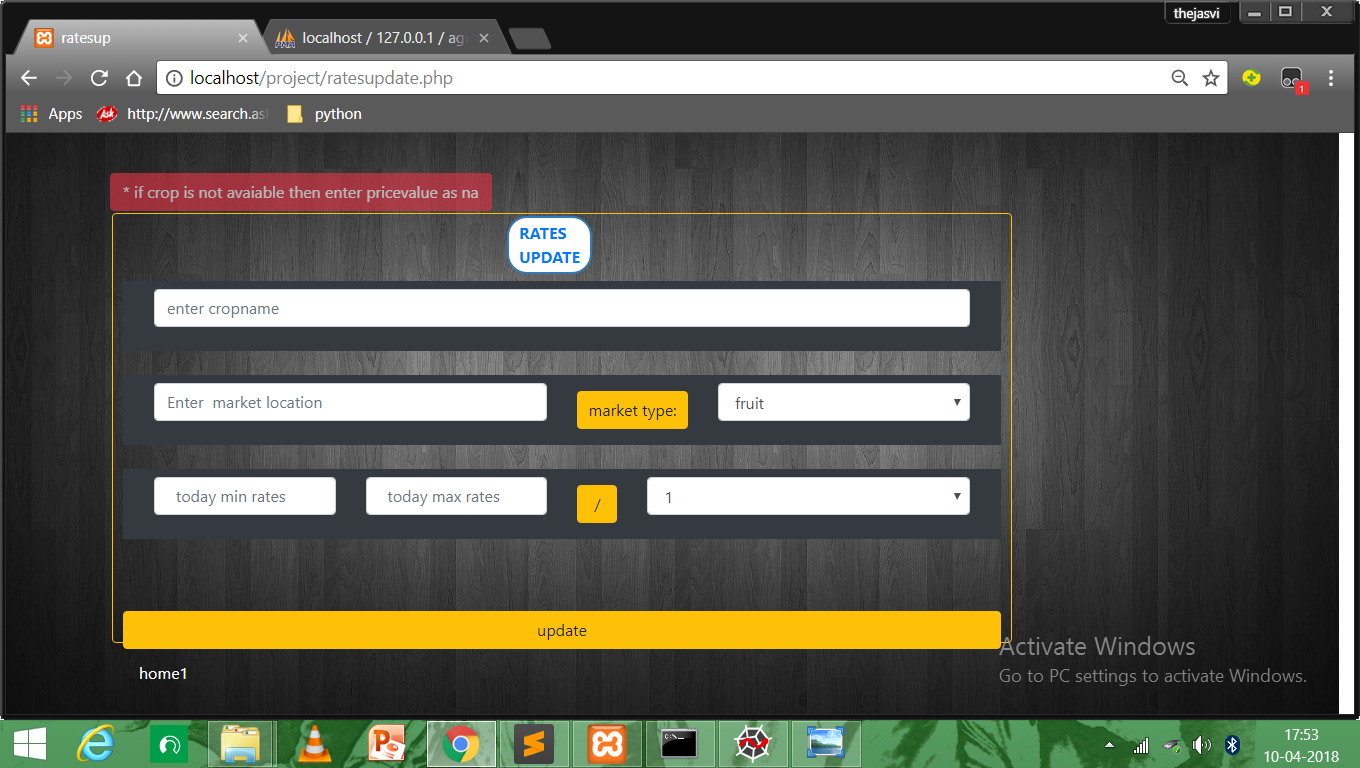 thejasvi
ratesup
localhost / 127.0.0.1 / ag
localhost/project/ratesupdate.php
1
Apps
http://www.search.as
python
* if crop is not avaiable then enter pricevalue as na
RATES
UPDATE
enter cropname
Enter market location
market type:
fruit
today min rates
today max rates
/
1
update
Activate Windows
Go to PC settings to activate Windows.
home1
17:53
10-04-2018